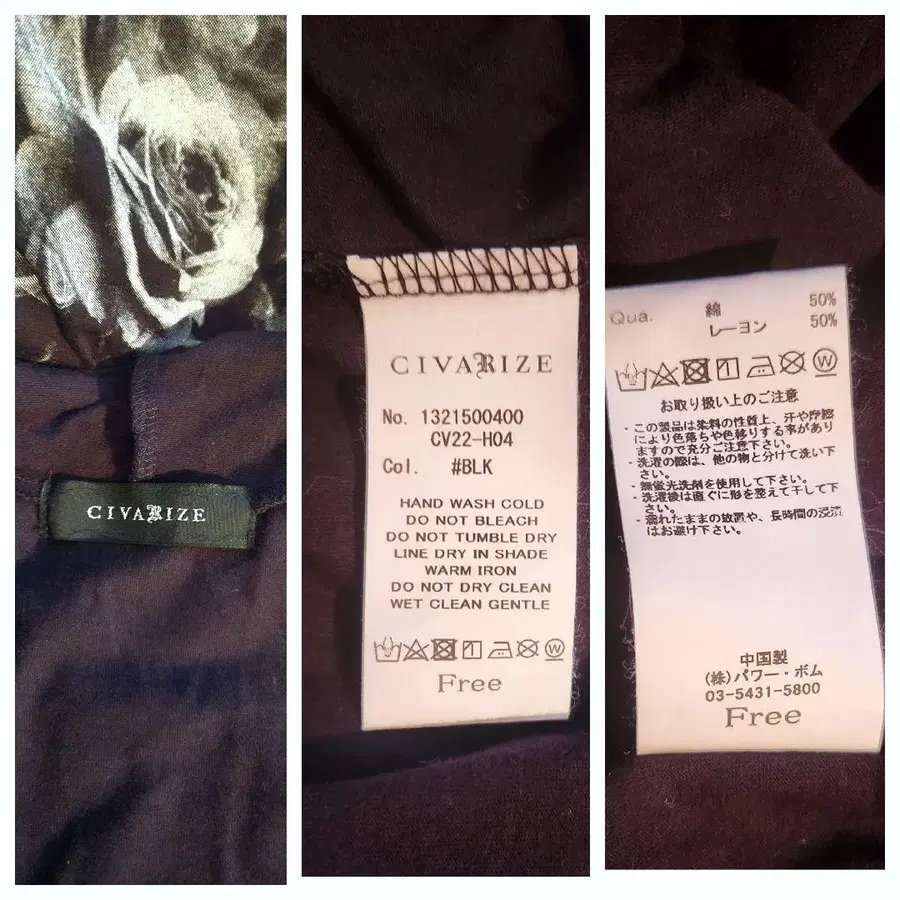 CIVARIZE
CIVARIZE
No. 1321500400
CV22-H04
Col. #BLK
HAND WASH COLD
DO NOT BLEACH
DO NOT TUMBLE DRY
LINE DRY IN SHADE
WARM IRON
DO NOT DRY CLEAN
WET CLEAN GENTLE
W
Free
Qua. 綿 50%
レーヨン 50%
W
お取り扱い上のご注意
・この製品は染料の性質上、汗や摩擦
により色落ちや色移りする事があり
ますので充分ご注意下さい。
・洗濯の際は、他の物と分けて洗い下
さい。
・無蛍光洗剤を使用して下さい。
・洗濯後は直ぐに形を整えて干して下
さい。
・濡れたままの放置や、長時間の浸漬
はお避け下さい。
中国製
(株)パワー・ボム
03-5431-5800
Free